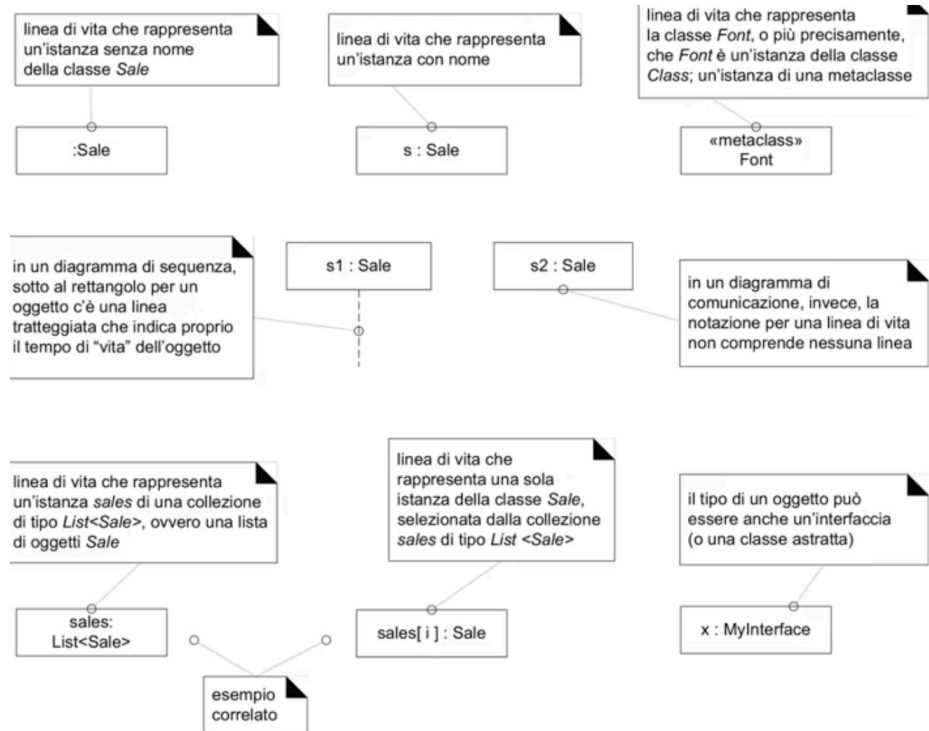 linea di vita che rappresenta
un'istanza senza nome
della classe Sale
linea di vita che rappresenta
un'istanza con nome
linea di vita che rappresenta
la classe Font, o più precisamente,
che Font è un'istanza della classe
Class; un'istanza di una metaclasse
:Sale
s : Sale
«metaclass»
Font
in un diagramma di sequenza,
sotto al rettangolo per un
oggetto c'è una linea
tratteggiata che indica proprio
il tempo di “vita” dell'oggetto
s1 : Sale
s2 : Sale
in un diagramma di
comunicazione, invece, la
notazione per una linea di vita
non comprende nessuna linea
linea di vita che rappresenta
un'istanza sales di una collezione
di tipo List<Sale>, ovvero una lista
di oggetti Sale
linea di vita che
rappresenta una sola
istanza della classe Sale,
selezionata dalla collezione
sales di tipo List <Sale>
il tipo di un oggetto può
essere anche un'interfaccia
(o una classe astratta)
sales:
List<Sale>
sales[ i ] : Sale
x : MyInterface
esempio
correlato